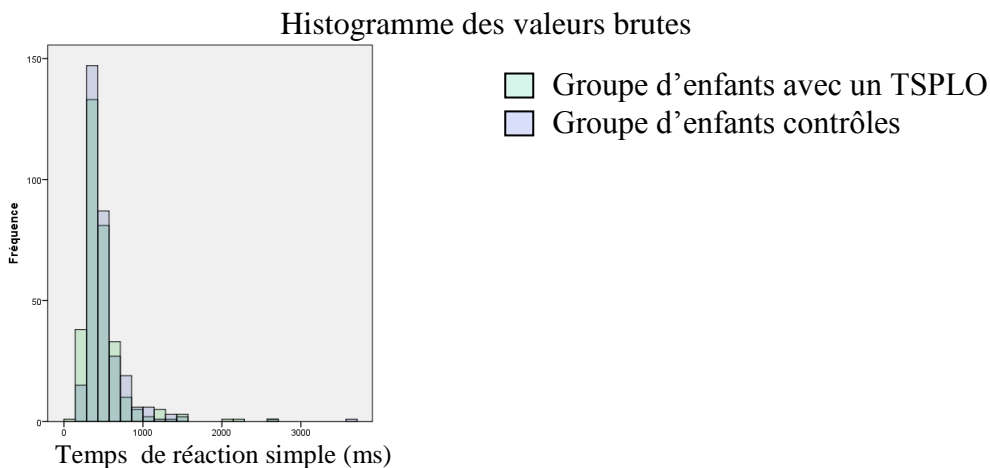 Histogramme des valeurs brutes
Groupe d’enfants avec un TSPLO
Groupe d’enfants contrôles
150
100
50
0
Fréquence
0 1000 2000 3000
Temps de réaction simple (ms)